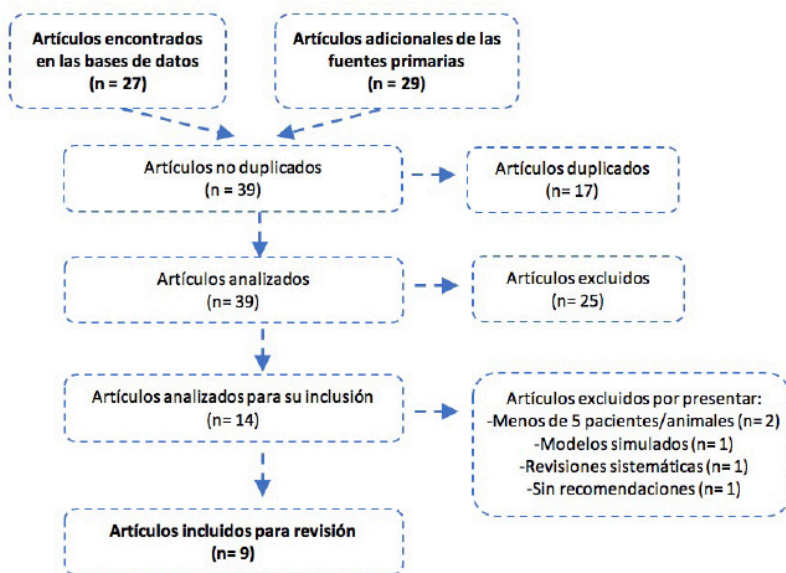 Artículos encontrados
en las bases de datos
(n = 27)
Artículos adicionales de las
fuentes primarias
(n = 29)
Artículos no duplicados
(n = 39)
Artículos duplicados
(n= 17)
Artículos analizados
(n= 39)
Artículos excluidos
(n= 25)
Artículos analizados para su inclusión
(n= 14)
Artículos excluidos por presentar:
-Menos de 5 pacientes/animales (n= 2)
-Modelos simulados (n= 1)
-Revisiones sistemáticas (n= 1)
-Sin recomendaciones (n= 1)
Artículos incluidos para revisión
(n= 9)